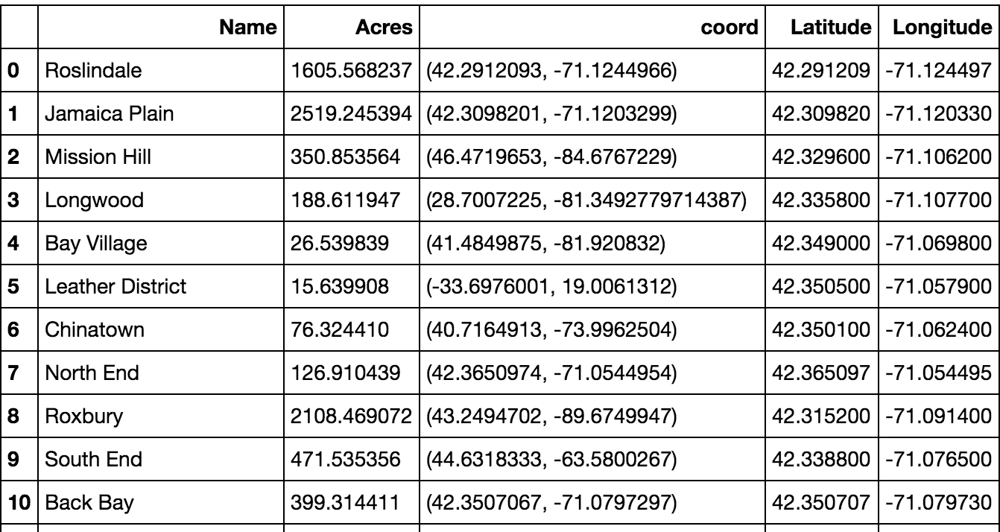 Name Acres coord Latitude Longitude
0 Roslindale 1605.568237 (42.2912093, -71.1244966) 42.291209 -71.124497
1 Jamaica Plain 2519.245394 (42.3098201, -71.1203299) 42.309820 -71.120330
2 Mission Hill 350.853564 (46.4719653, -84.6767229) 42.329600 -71.106200
3 Longwood 188.611947 (28.7007225, -81.3492779714387) 42.335800 -71.107700
4 Bay Village 26.539839 (41.4849875, -81.920832) 42.349000 -71.069800
5 Leather District 15.639908 (-33.6976001, 19.0061312) 42.350500 -71.057900
6 Chinatown 76.324410 (40.7164913, -73.9962504) 42.350100 -71.062400
7 North End 126.910439 (42.3650974, -71.0544954) 42.365097 -71.054495
8 Roxbury 2108.469072 (43.2494702, -89.6749947) 42.315200 -71.091400
9 South End 471.535356 (44.6318333, -63.5800267) 42.338800 -71.076500
10 Back Bay 399.314411 (42.3507067, -71.0797297) 42.350707 -71.079730